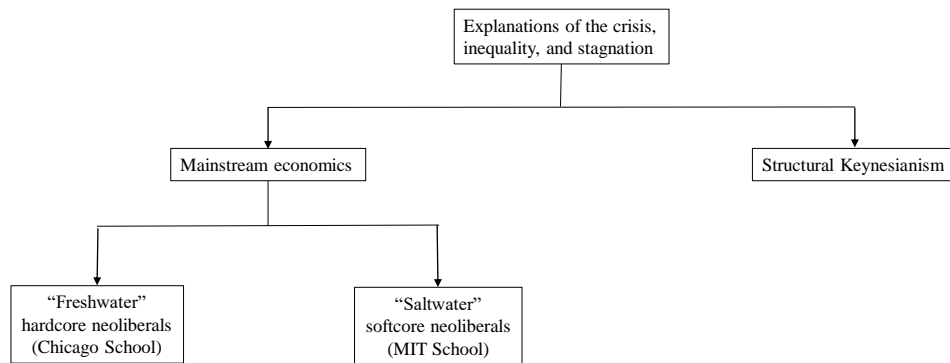 Explanations of the crisis,
inequality, and stagnation
Mainstream economics
Structural Keynesianism
“Freshwater”
hardcore neoliberals
(Chicago School)
“Saltwater”
softcore neoliberals
(MIT School)